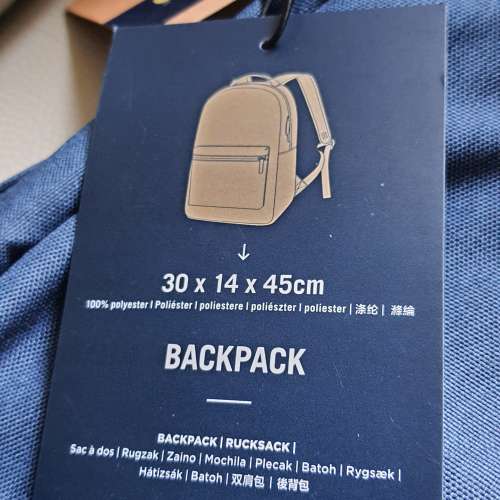 30 x 14 x 45cm
100% polyester | Poliéster | poliestere | poliészter | poliester | 涤纶 | 滌綸
BACKPACK
BACKPACK | RUCKSACK |
Sac à dos | Rugzak | Zaino | Mochila | Plecak | Batoh | Rygsæk |
Hátizsák | Batoh | 双肩包 | 後背包